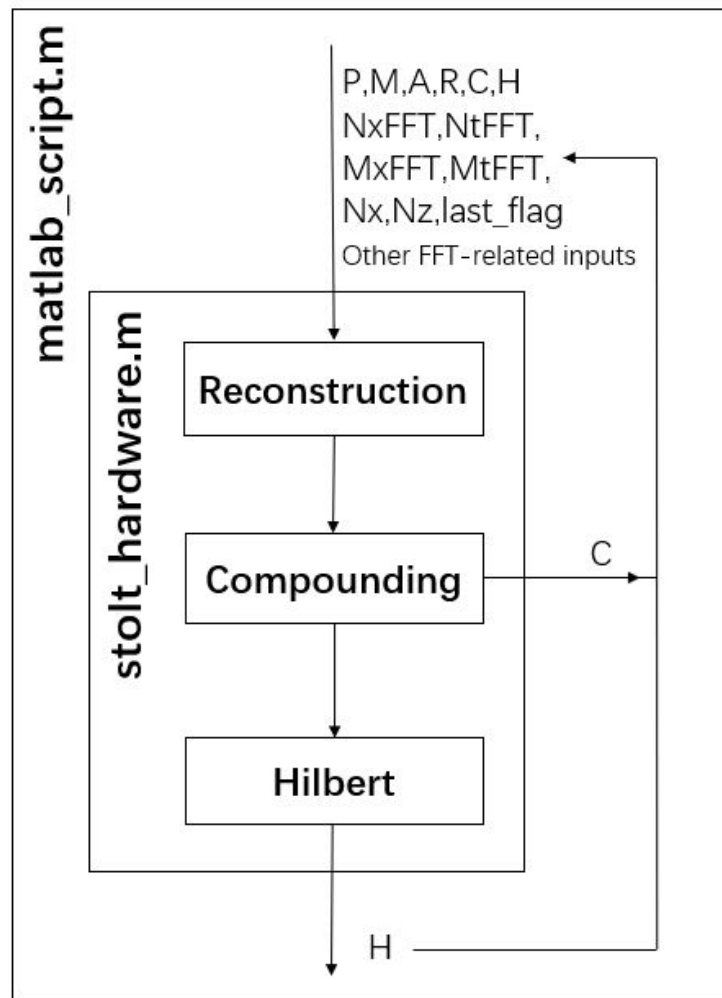 matlab_script.m
P,M,A,R,C,H
NxFFT,NtFFT,
MxFFT,MtFFT,
Nx,Nz,last_flag
Other FFT-related inputs
stolt_hardware.m
Reconstruction
Compounding
C
Hilbert
H